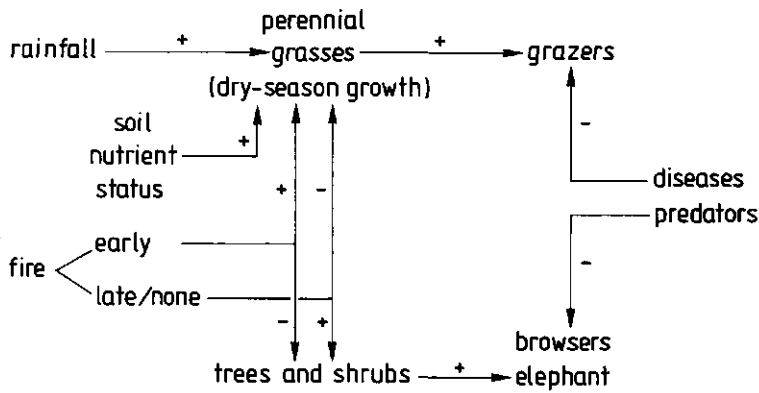 perennial
rainfall + grasses + grazers
(dry-season growth)
soil
nutrient +
status
+ -
-
diseases
predators
fire
early
late/none
-
- +
browsers
trees and shrubs + elephant